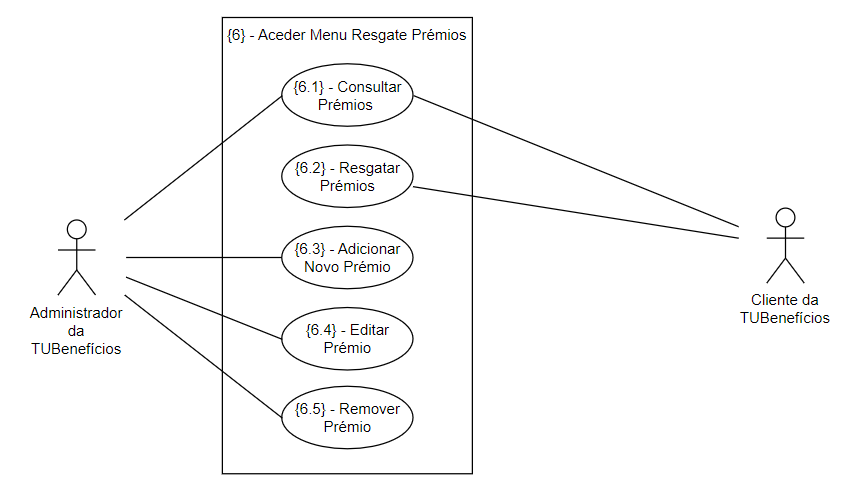 {6} - Aceder Menu Resgate Prémios
{6.1} - Consultar
Prémios
{6.2} - Resgatar
Prémios
{6.3} - Adicionar
Novo Prémio
{6.4} - Editar
Prémio
{6.5} - Remover
Prémio
Administrador
da
TUBenefícios
Cliente da
TUBenefícios